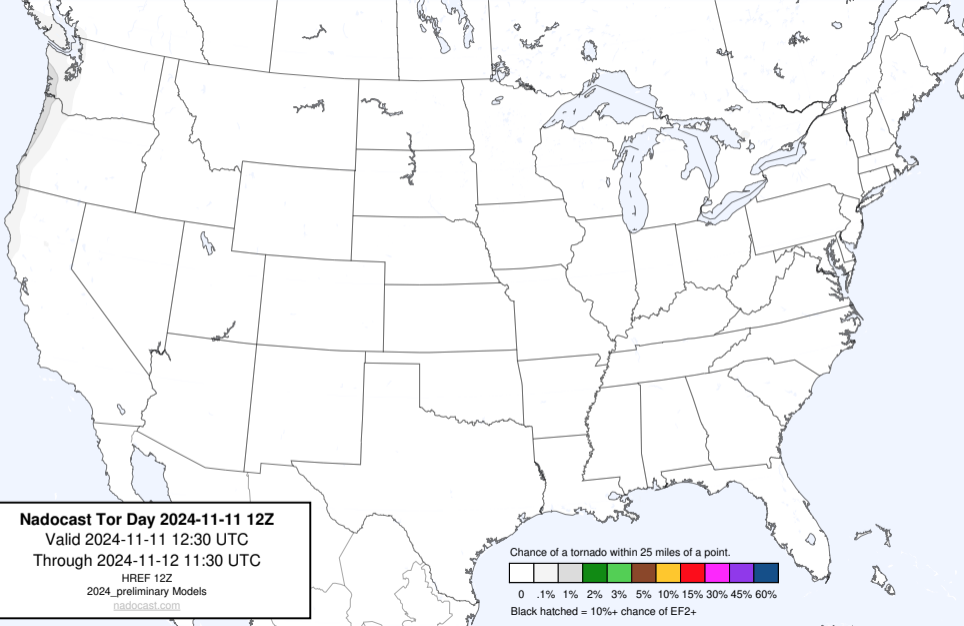 Nadocast Tor Day 2024-11-11 12Z
Valid 2024-11-11 12:30 UTC
Through 2024-11-12 11:30 UTC
HREF 12Z
2024_preliminary Models
nadocast.com
Chance of a tornado within 25 miles of a point.
0 .1% 1% 2% 3% 5% 10% 15% 30% 45% 60%
Black hatched = 10%+ chance of EF2+